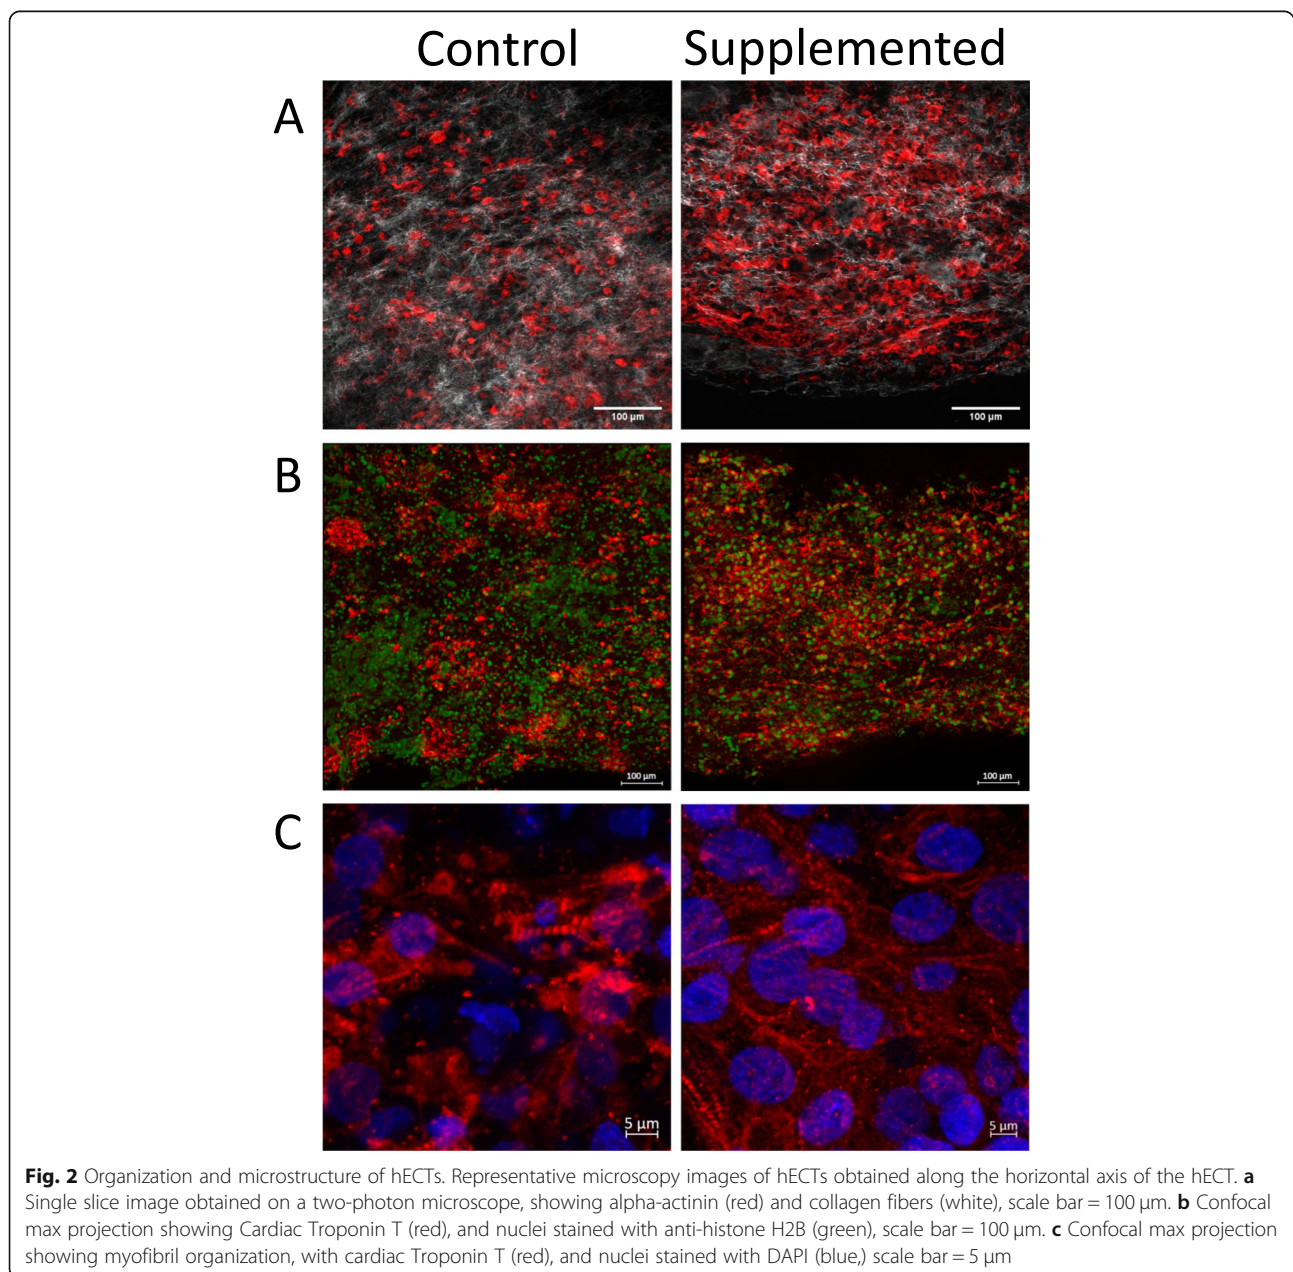 Control Supplemented
A
100 µm 100 µm
B
100 µm 100 µm
C
5 µm 5 µm
Fig. 2 Organization and microstructure of hECTs. Representative microscopy images of hECTs obtained along the horizontal axis of the hECT. a
Single slice image obtained on a two-photon microscope, showing alpha-actinin (red) and collagen fibers (white), scale bar = 100 µm. b Confocal
max projection showing Cardiac Troponin T (red), and nuclei stained with anti-histone H2B (green), scale bar = 100 µm. c Confocal max projection
showing myofibril organization, with cardiac Troponin T (red), and nuclei stained with DAPI (blue,) scale bar = 5 µm